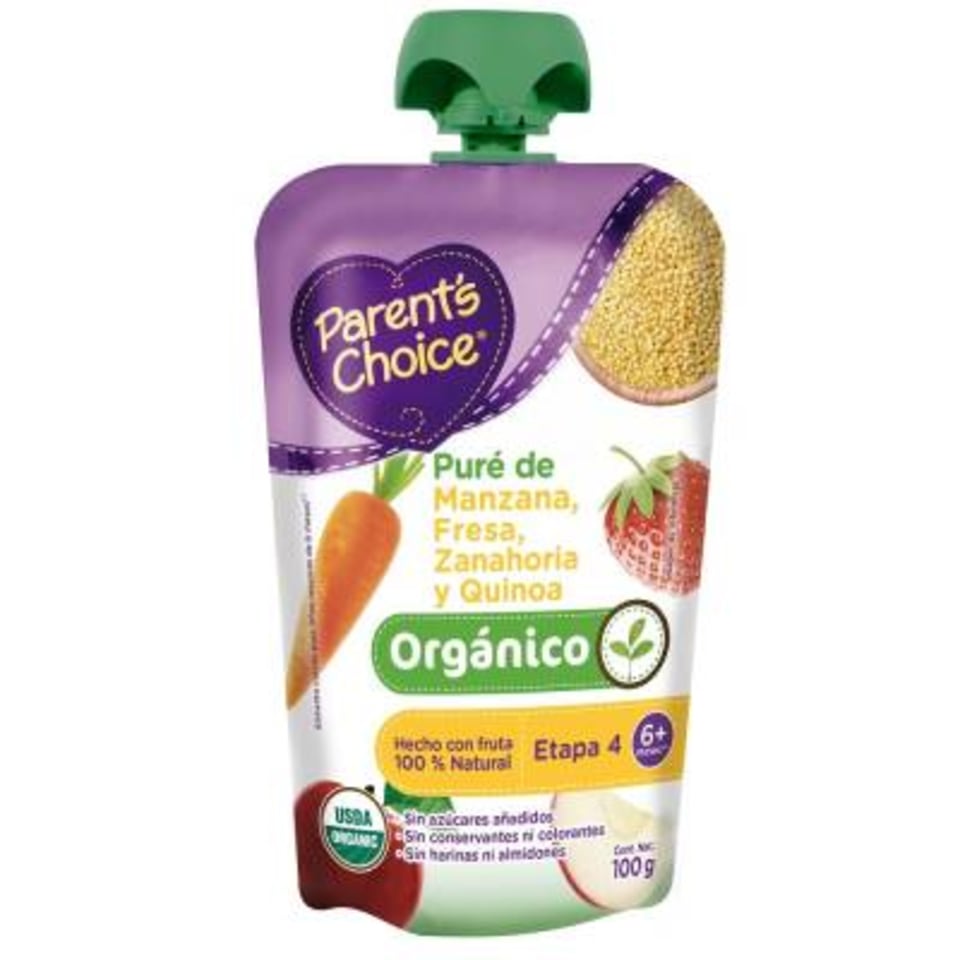 Parent's
Choice®
Puré de
Manzana,
Fresa,
Zanahoria
y Quinoa
Orgánico
Hecho con fruta
100 % Natural
Etapa 4
6+
USDA
ORGANIC
Sin azúcares añadidos
Sin conservantes ni colorantes
Sin harinas ni almidones
Cont. Net.
100 g